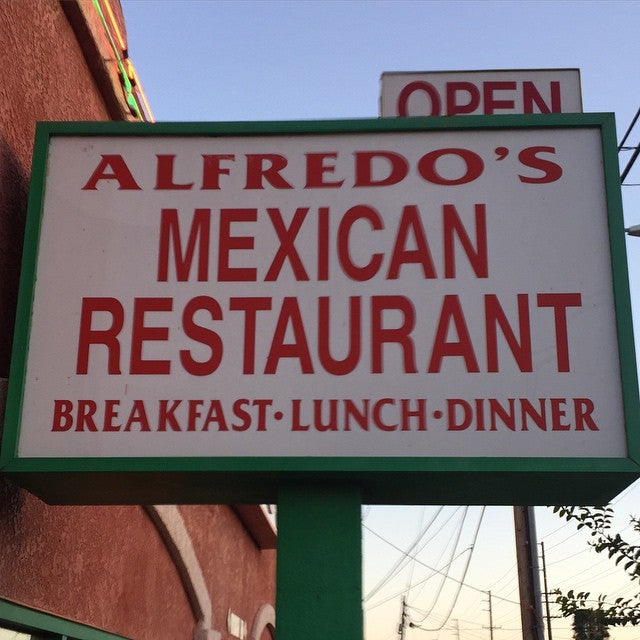 OPEN
ALFREDO'S
MEXICAN
RESTAURANT
BREAKFAST·LUNCH·DINNER